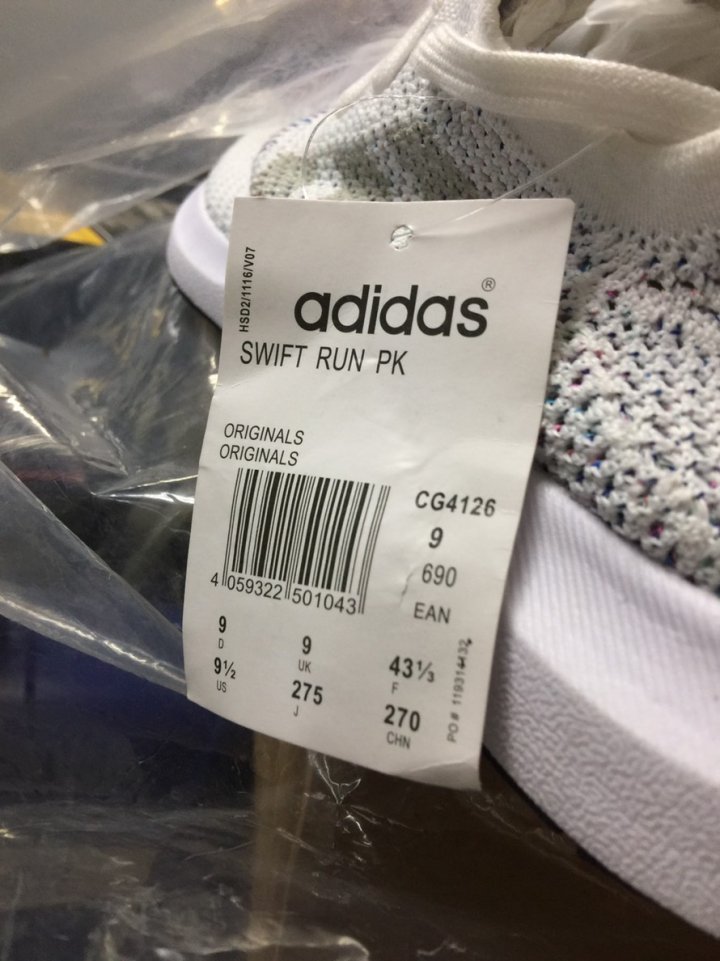 HSD2/1116/V07
adidas®
SWIFT RUN PK
ORIGINALS
ORIGINALS
CG4126
9
690
EAN
4 059322 501043
9
D
9
UK
43⅓
F
9½
US
275
J
270
CHN